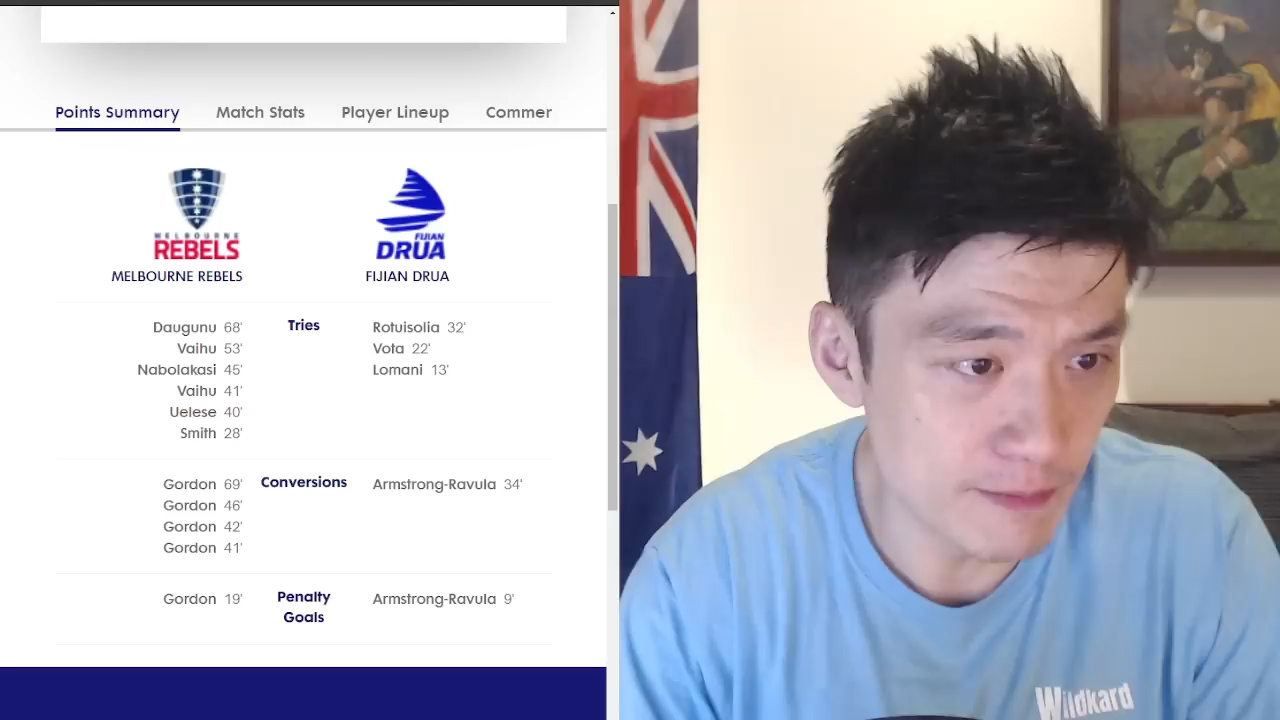 Points Summary Match Stats Player Lineup Commer
MELBOURNE
REBELS
FIJIAN
DRUA
MELBOURNE REBELS FIJIAN DRUA
Daugunu 68' Tries Rotuisolia 32'
Vaihu 53' Vota 22'
Nabolakasi 45' Lomani 13'
Vaihu 41'
Uelese 40'
Smith 28'
Gordon 69' Conversions Armstrong-Ravula 34'
Gordon 46'
Gordon 42'
Gordon 41'
Gordon 19' Penalty Armstrong-Ravula 9'
Goals
Wildkard